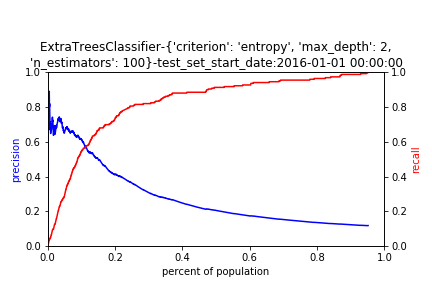 ExtraTreesClassifier-{'criterion': 'entropy', 'max_depth': 2,
'n_estimators': 100}-test_set_start_date:2016-01-01 00:00:00
1.0
0.8
0.6
0.4
0.2
0.0
precision
1.0
0.8
0.6
0.4
0.2
0.0
recall
0.0 0.2 0.4 0.6 0.8 1.0
percent of population